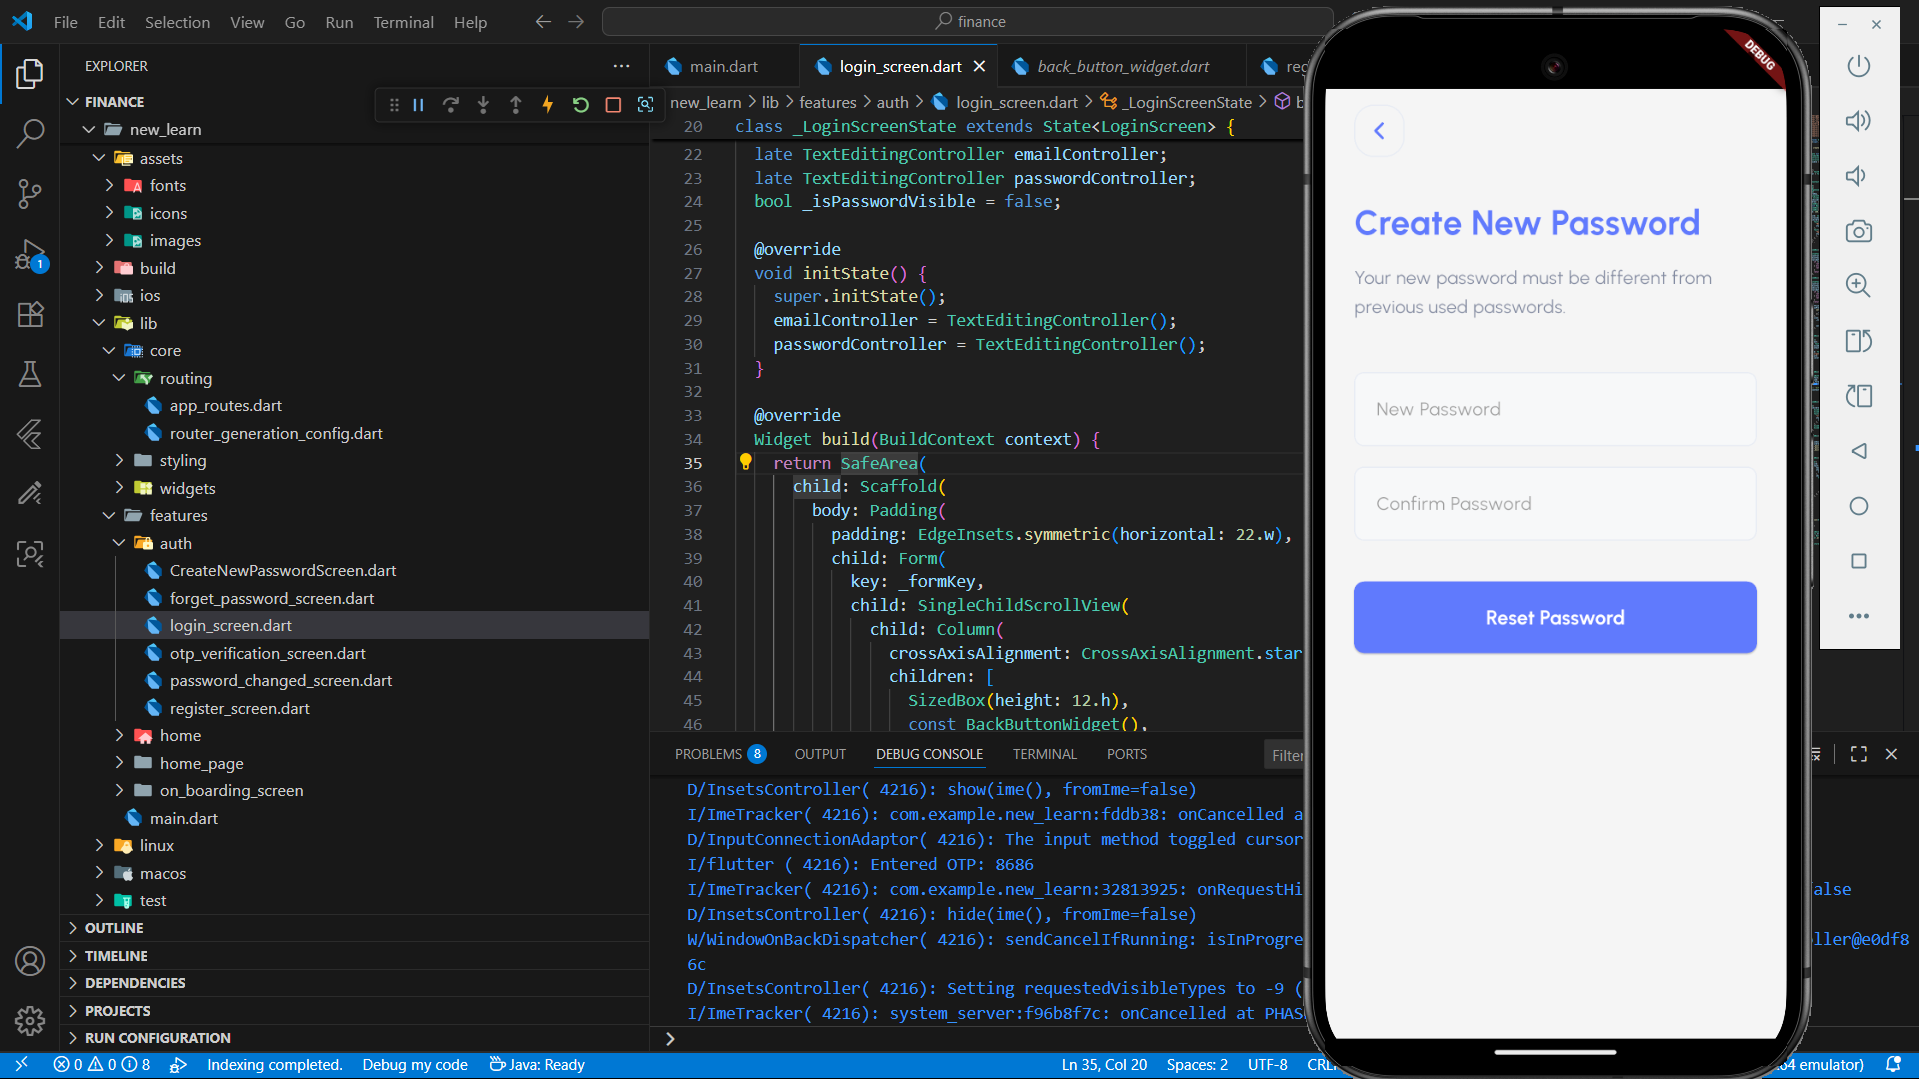 File Edit Selection View Go Run Terminal Help
finance
EXPLORER
FINANCE
new_learn
assets
fonts
icons
images
build
ios
lib
core
routing
app_routes.dart
router_generation_config.dart
styling
widgets
features
auth
CreateNewPasswordScreen.dart
forget_password_screen.dart
login_screen.dart
otp_verification_screen.dart
password_changed_screen.dart
register_screen.dart
home
home_page
on_boarding_screen
main.dart
linux
macos
test
OUTLINE
TIMELINE
DEPENDENCIES
PROJECTS
RUN CONFIGURATION
1
main.dart login_screen.dart back_button_widget.dart
new_learn > lib > features > auth > login_screen.dart > _LoginScreenState > b
20 class _LoginScreenState extends State<LoginScreen> {
22 late TextEditingController emailController;
23 late TextEditingController passwordController;
24 bool _isPasswordVisible = false;
25
26 @override
27 void initState() {
28 super.initState();
29 emailController = TextEditingController();
30 passwordController = TextEditingController();
31 }
32
33 @override
34 Widget build(BuildContext context) {
35 return SafeArea(
36 child: Scaffold(
37 body: Padding(
38 padding: EdgeInsets.symmetric(horizontal: 22.w),
39 child: Form(
40 key: _formKey,
41 child: SingleChildScrollView(
42 child: Column(
43 crossAxisAlignment: CrossAxisAlignment.star
44 children: [
45 SizedBox(height: 12.h),
46 const BackButtonWidget(),
PROBLEMS 8 OUTPUT DEBUG CONSOLE TERMINAL PORTS Filter
D/InsetsController( 4216): show(ime(), fromIme=false)
I/ImeTracker( 4216): com.example.new_learn:fddb38: onCancelled a
D/InputConnectionAdaptor( 4216): The input method toggled cursor
I/flutter ( 4216): Entered OTP: 8686
I/ImeTracker( 4216): com.example.new_learn:32813925: onRequestHi alse
D/InsetsController( 4216): hide(ime(), fromIme=false)
W/WindowOnBackDispatcher( 4216): sendCancelIfRunning: isInProgre ller@e0df8
6c
D/InsetsController( 4216): Setting requestedVisibleTypes to -9 (
I/ImeTracker( 4216): system_server:f96b8f7c: onCancelled at PHAS
0 0 8 Indexing completed. Debug my code Java: Ready Ln 35, Col 20 Spaces: 2 UTF-8 CRLF 64 emulator)
DEBUG
Create New Password
Your new password must be different from
previous used passwords.
New Password
Confirm Password
Reset Password